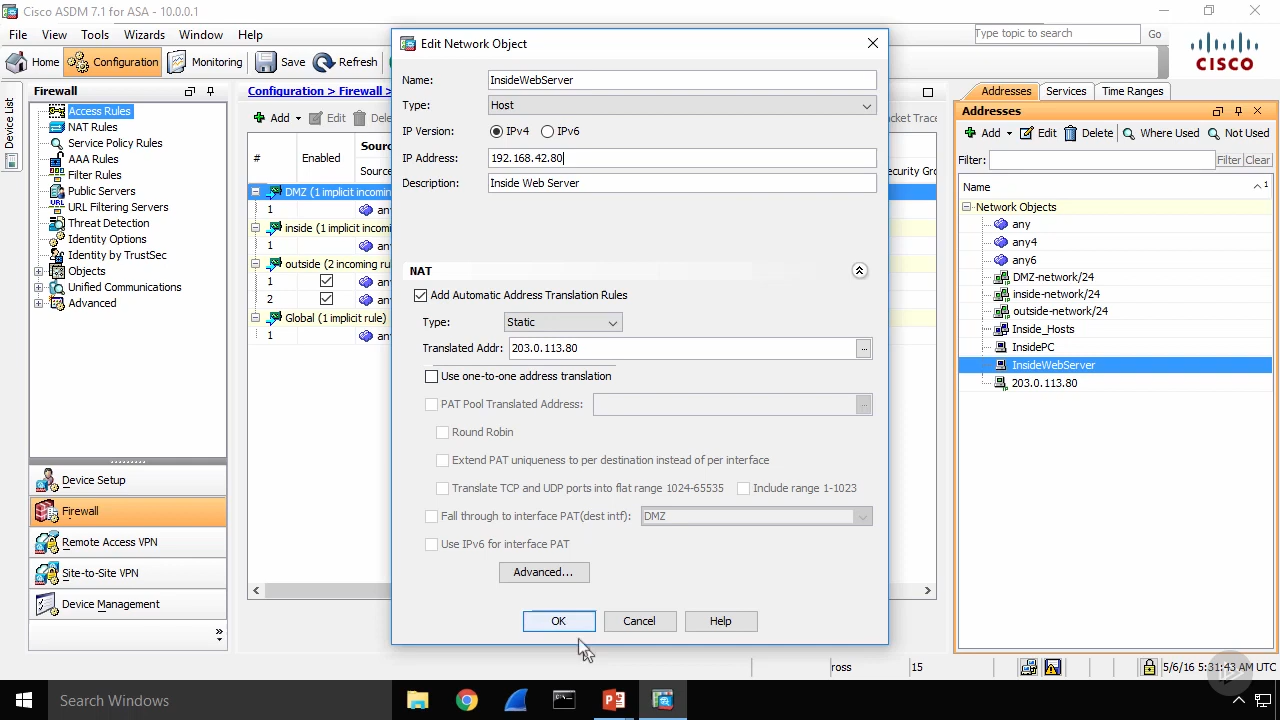 Cisco ASDM 7.1 for ASA - 10.0.0.1
File View Tools Wizards Window Help
Type topic to search Go
Home Configuration Monitoring Save Refresh
CISCO
Device List
Firewall
Access Rules
NAT Rules
Service Policy Rules
AAA Rules
Filter Rules
Public Servers
URL Filtering Servers
Threat Detection
Identity Options
Identity by TrustSec
Objects
Unified Communications
Advanced
Device Setup
Firewall
Remote Access VPN
Site-to-Site VPN
Device Management
Configuration > Firewall >
Add Edit
# Enabled
DMZ (1 implicit incomin
1
inside (1 implicit incomi
1
outside (2 incoming ru
1
2
Global (1 implicit rule)
1
Edit Network Object
Name: InsideWebServer
Type: Host
IP Version: IPv4 IPv6
IP Address: 192.168.42.80
Description: Inside Web Server
NAT
Add Automatic Address Translation Rules
Type: Static
Translated Addr: 203.0.113.80 ...
Use one-to-one address translation
PAT Pool Translated Address: ...
Round Robin
Extend PAT uniqueness to per destination instead of per interface
Translate TCP and UDP ports into flat range 1024-65535 Include range 1-1023
Fall through to interface PAT(dest intf): DMZ
Use IPv6 for interface PAT
Advanced...
OK Cancel Help
Addresses Services Time Ranges
Addresses
Add Edit Delete Where Used Not Used
Filter: Filter Clear
Name 1
Network Objects
any
any4
any6
DMZ-network/24
inside-network/24
outside-network/24
Inside_Hosts
InsidePC
InsideWebServer
203.0.113.80
ross 15 5/6/16 5:31:43 AM UTC
Search Windows